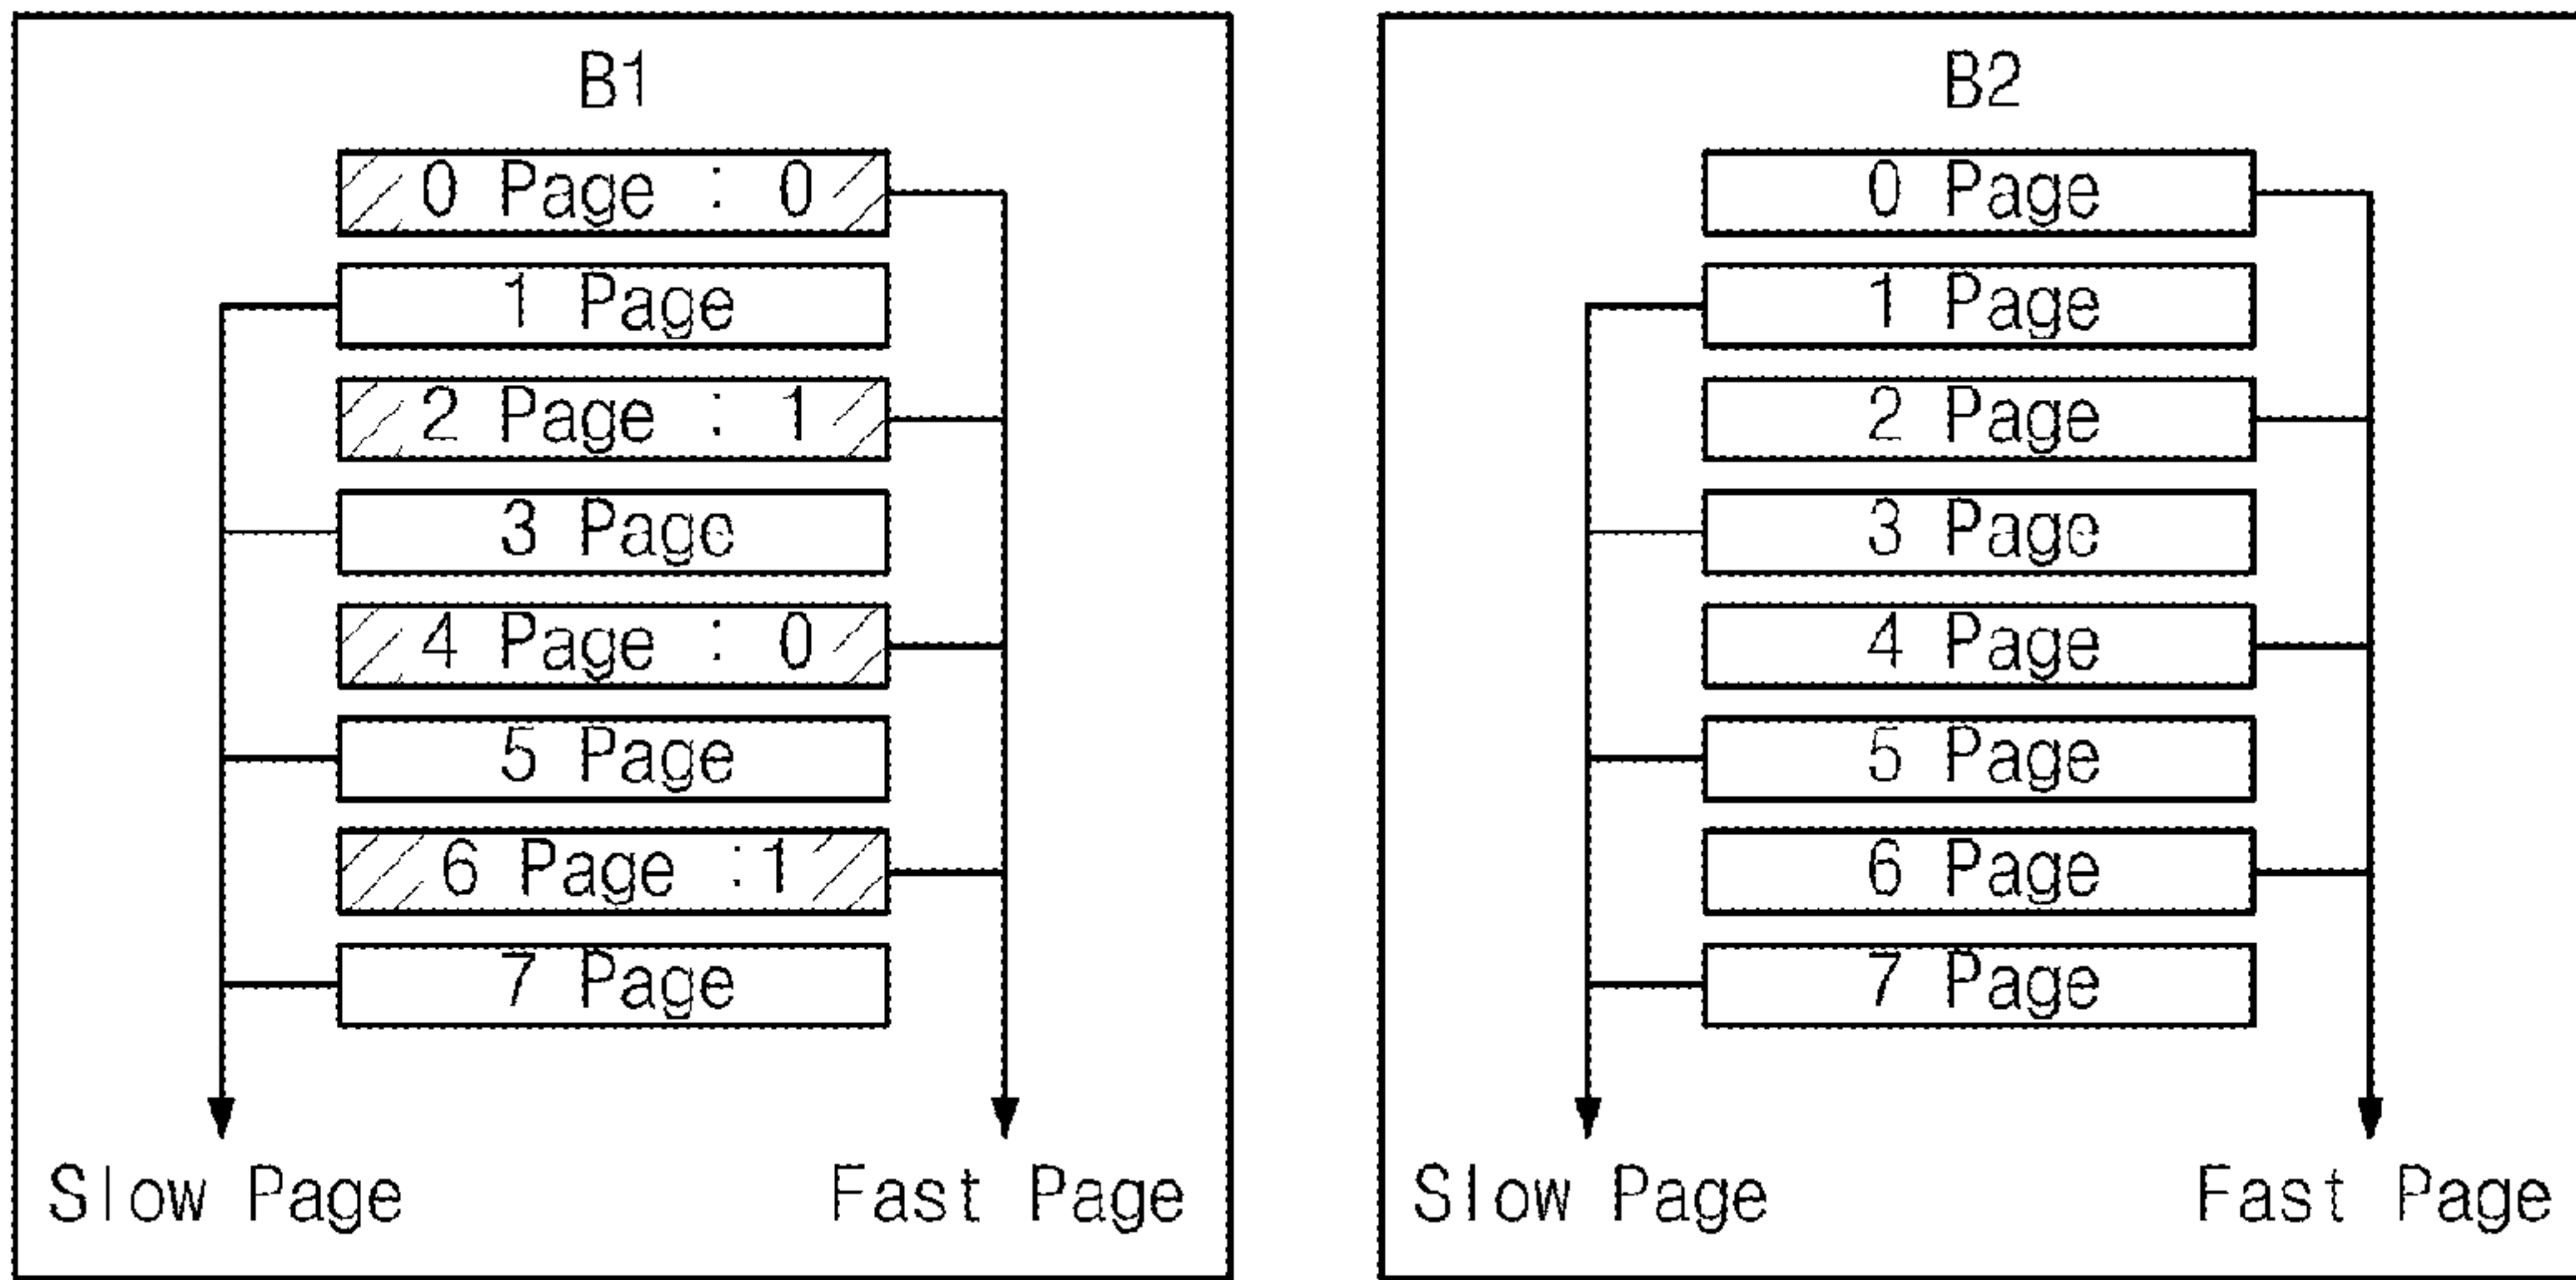 B1
0 Page : 0
1 Page
2 Page : 1
3 Page
4 Page : 0
5 Page
6 Page :1
7 Page
Slow Page
Fast Page
B2
0 Page
1 Page
2 Page
3 Page
4 Page
5 Page
6 Page
7 Page
Slow Page
Fast Page